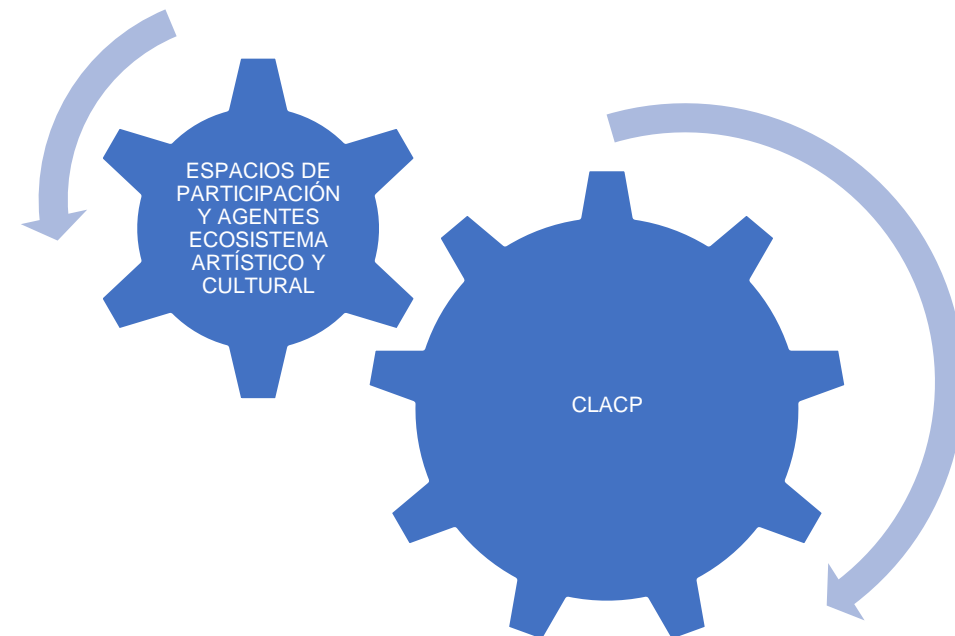 ESPACIOS DE
PARTICIPACIÓN
Y AGENTES
ECOSISTEMA
ARTÍSTICO Y
CULTURAL
CLACP